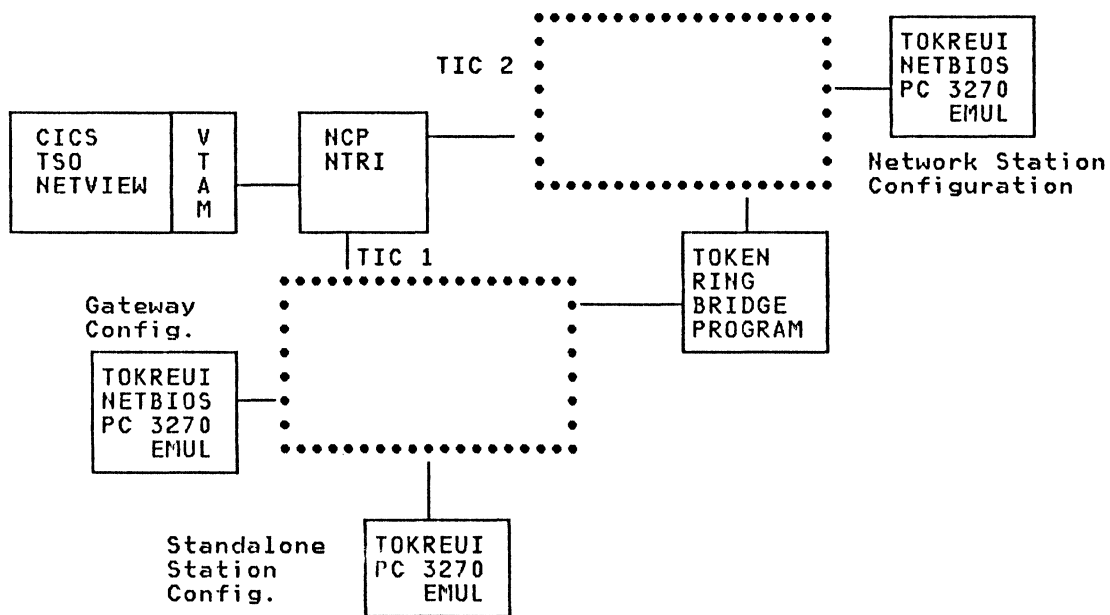 TIC 2
TOKREUI
NETBIOS
PC 3270
EMUL
Network Station
Configuration
CICS
TSO
NETVIEW
V
T
A
M
NCP
NTRI
TIC 1
TOKEN
RING
BRIDGE
PROGRAM
Gateway
Config.
TOKREUI
NETBIOS
PC 3270
EMUL
Standalone
Station
Config.
TOKREUI
PC 3270
EMUL